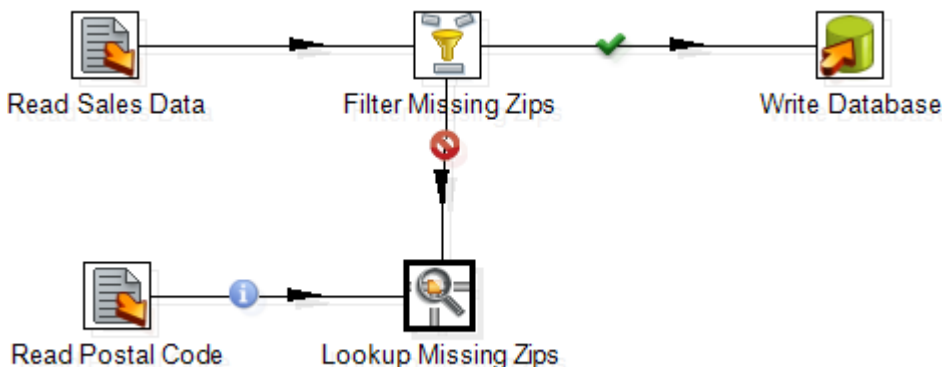 Read Sales Data
Filter Missing Zips
Write Database
Read Postal Code
Lookup Missing Zips